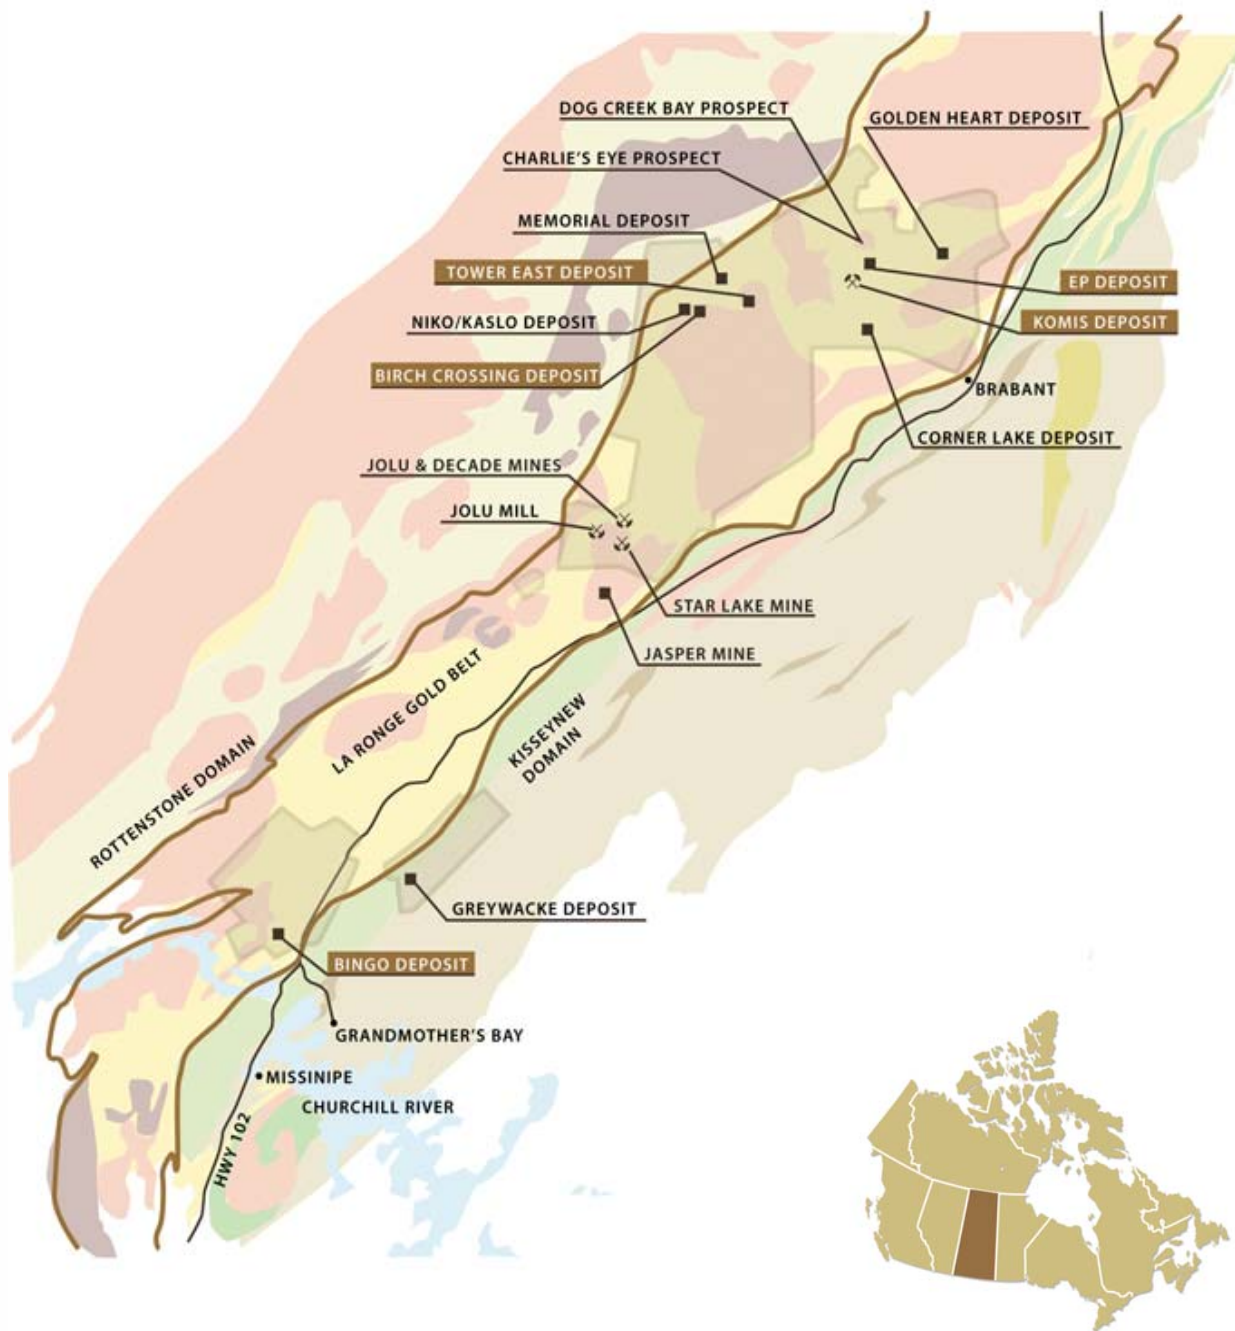 DOG CREEK BAY PROSPECT
GOLDEN HEART DEPOSIT
CHARLIE'S EYE PROSPECT
MEMORIAL DEPOSIT
TOWER EAST DEPOSIT
EP DEPOSIT
NIKO/KASLO DEPOSIT
KOMIS DEPOSIT
BIRCH CROSSING DEPOSIT
BRABANT
CORNER LAKE DEPOSIT
JOLU & DECADE MINES
JOLU MILL
STAR LAKE MINE
JASPER MINE
LA RONGE GOLD BELT
KISSEYNEW
DOMAIN
ROTTENSTONE DOMAIN
GREYWACKE DEPOSIT
BINGO DEPOSIT
GRANDMOTHER'S BAY
MISSINIPE
CHURCHILL RIVER
HWY 102